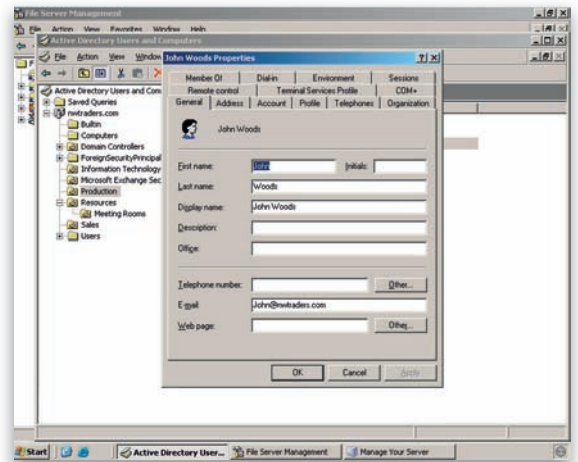 File Server Management
File Action View Favorites Window Help
Active Directory Users and Computers
File Action View Window
Active Directory Users and Com
Saved Queries
nwtraders.com
Builtin
Computers
Domain Controllers
ForeignSecurityPrincipal
Information Technology
Microsoft Exchange Sec
Production
Resources
Meeting Rooms
Sales
Users
John Woods Properties
Member Of Dial-in Environment Sessions
Remote control Terminal Services Profile COM+
General Address Account Profile Telephones Organization
John Woods
First name: John Initials:
Last name: Woods
Display name: John Woods
Description:
Office:
Telephone number: Other...
E-mail: John@nwtraders.com
Web page: Other...
OK Cancel Apply
Start Active Directory User... File Server Management Manage Your Server